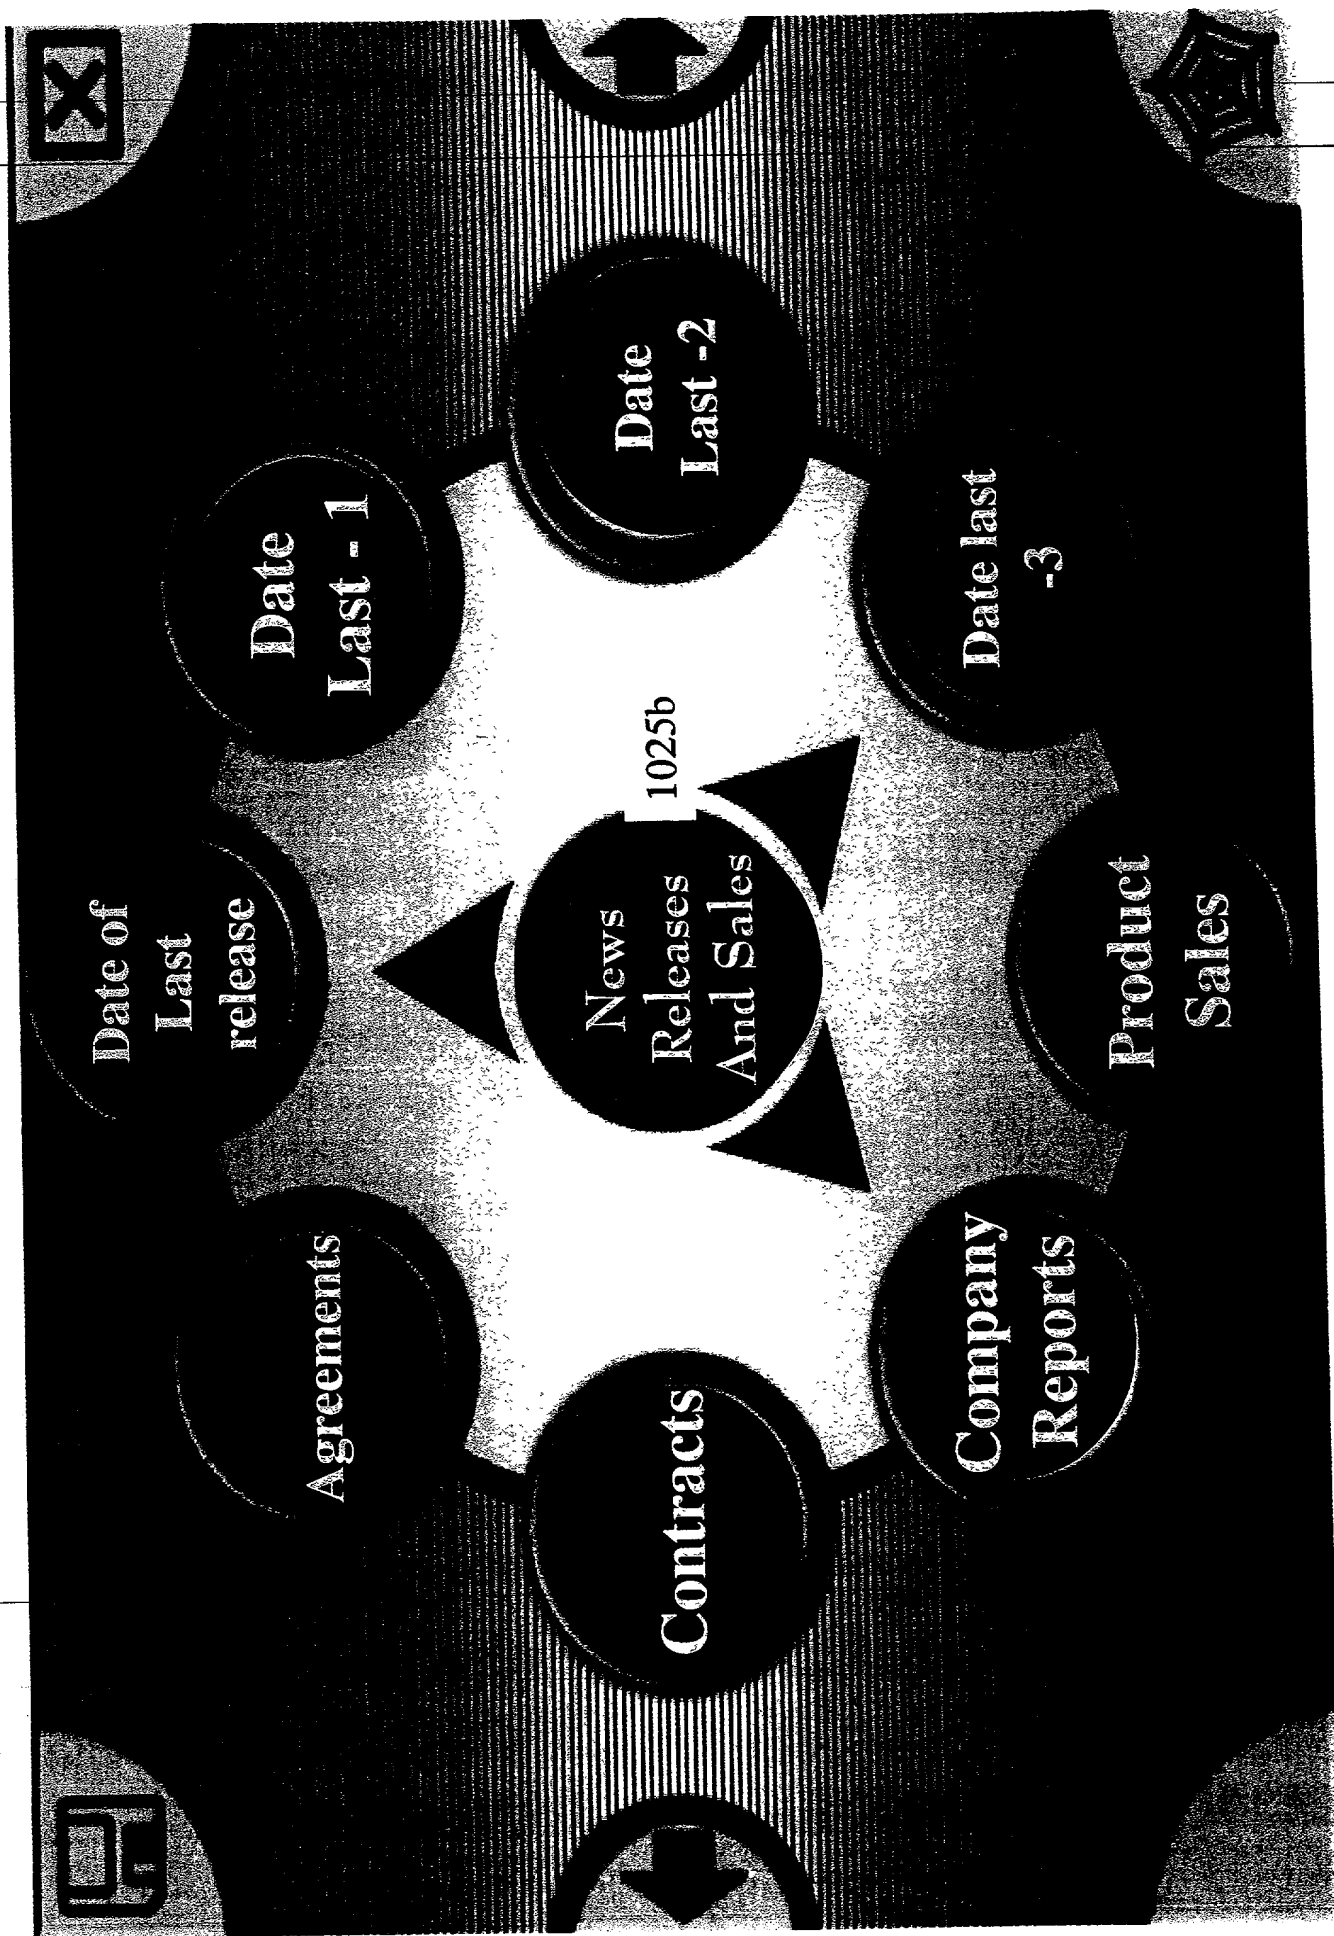 Date of
Last
release
Date
Last - 1
Date
Last -2
Date last
-3
Product
Sales
Company
Reports
Contracts
Agreements
News
Releases
And Sales
1025b